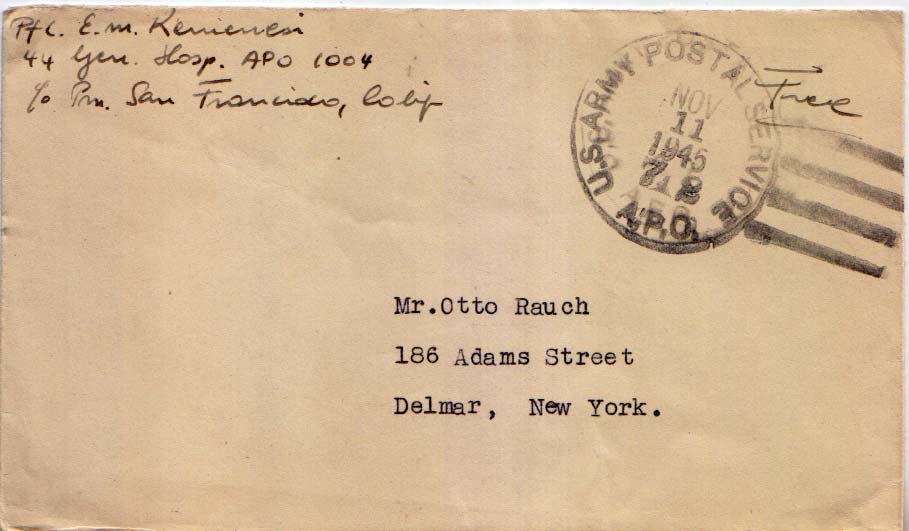 Pfc. E.M. Kemenesi
44 Gen. Hosp. APO 1004
c/o Pm. San Francisco, Calif
Free
U.S. ARMY POSTAL SERVICE
NOV
11
1945
A.P.O.
Mr.Otto Rauch
186 Adams Street
Delmar, New York.